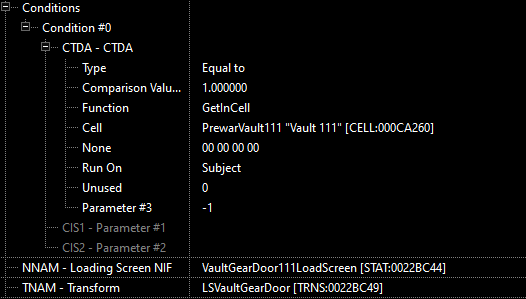 Conditions
Condition #0
CTDA - CTDA
Type Equal to
Comparison Value... 1.000000
Function GetInCell
Cell PrewarVault111 "Vault 111" [CELL:000CA260]
None 00 00 00 00
Run On Subject
Unused 0
Parameter #3 -1
CIS1 - Parameter #1
CIS2 - Parameter #2
NNAM - Loading Screen NIF VaultGearDoor111LoadScreen [STAT:0022BC44]
TNAM - Transform LSVaultGearDoor [TRNS:0022BC49]